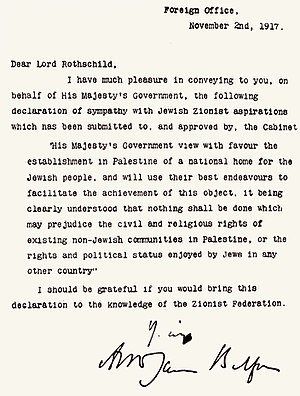 Foreign Office,
November 2nd, 1917.
Dear Lord Rothschild,
I have much pleasure in conveying to you, on
behalf of His Majesty's Government, the following
declaration of sympathy with Jewish Zionist aspirations
which has been submitted to, and approved by, the Cabinet
"His Majesty's Government view with favour the
establishment in Palestine of a national home for the
Jewish people, and will use their best endeavours to
facilitate the achievement of this object, it being
clearly understood that nothing shall be done which
may prejudice the civil and religious rights of
existing non-Jewish communities in Palestine, or the
rights and political status enjoyed by Jews in any
other country"
I should be grateful if you would bring this
declaration to the knowledge of the Zionist Federation.